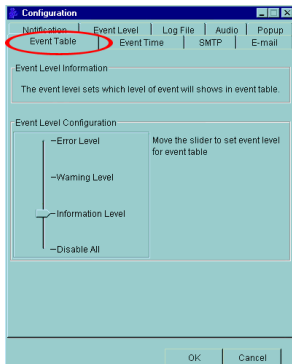 Configuration
Notification Event Level Log File Audio Popup
Event Table Event Time SMTP E-mail
Event Level Information
The event level sets which level of event will shows in event table.
Event Level Configuration
Error Level
Warning Level
Information Level
Disable All
Move the slider to set event level
for event table
OK Cancel